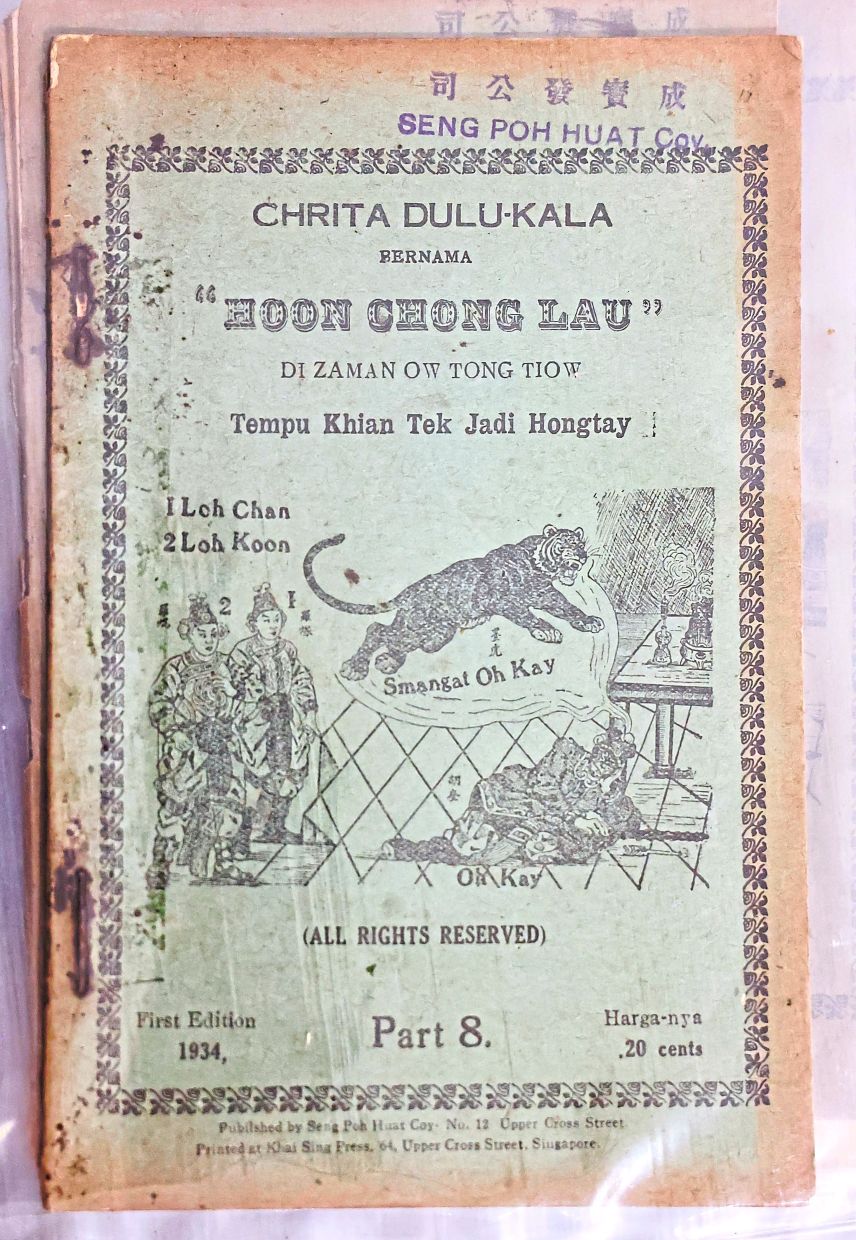 司公發寶成
SENG POH HUAT Coy.
CHRITA DULU-KALA
BERNAMA
“HOON CHONG LAU”
DI ZAMAN OW TONG TIOW
Tempu Khian Tek Jadi Hongtay
1 Loh Chan
2 Loh Koon
2 1
Smangat Oh Kay
Oh Kay
(ALL RIGHTS RESERVED)
First Edition
1934,
Part 8.
Harga-nya
.20 cents
Published by Seng Poh Huat Coy- No. 12 Upper Cross Street
Printed at Khai Sing Press, 64, Upper Cross Street, Singapore.